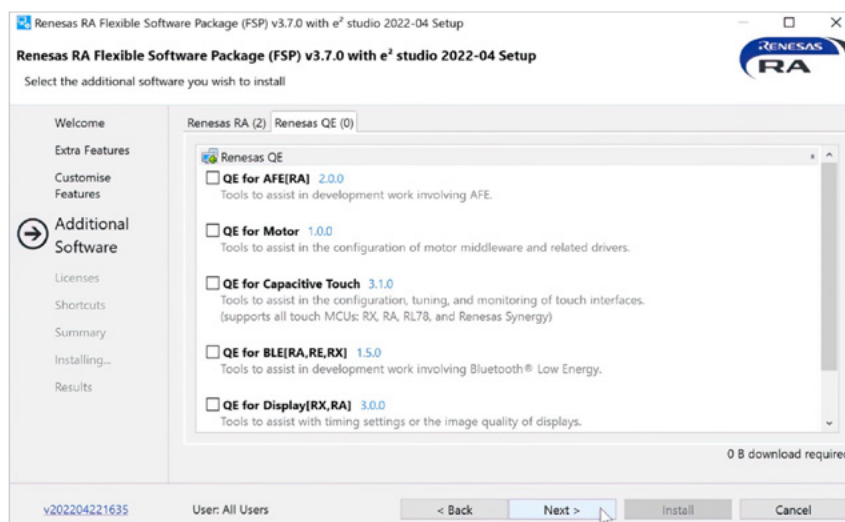 Renesas RA Flexible Software Package (FSP) v3.7.0 with e² studio 2022-04 Setup
Renesas RA Flexible Software Package (FSP) v3.7.0 with e² studio 2022-04 Setup
Select the additional software you wish to install
RENESAS
RA
Welcome
Extra Features
Customise
Features
Additional
Software
Licenses
Shortcuts
Summary
Installing...
Results
Renesas RA (2) Renesas QE (0)
Renesas QE
QE for AFE[RA] 2.0.0
Tools to assist in development work involving AFE.
QE for Motor 1.0.0
Tools to assist in the configuration of motor middleware and related drivers.
QE for Capacitive Touch 3.1.0
Tools to assist in the configuration, tuning, and monitoring of touch interfaces.
(supports all touch MCUs: RX, RA, RL78, and Renesas Synergy)
QE for BLE[RA,RE,RX] 1.5.0
Tools to assist in development work involving Bluetooth® Low Energy.
QE for Display[RX,RA] 3.0.0
Tools to assist with timing settings or the image quality of displays.
0 B download required
v202204221635 User: All Users < Back Next > Install Cancel